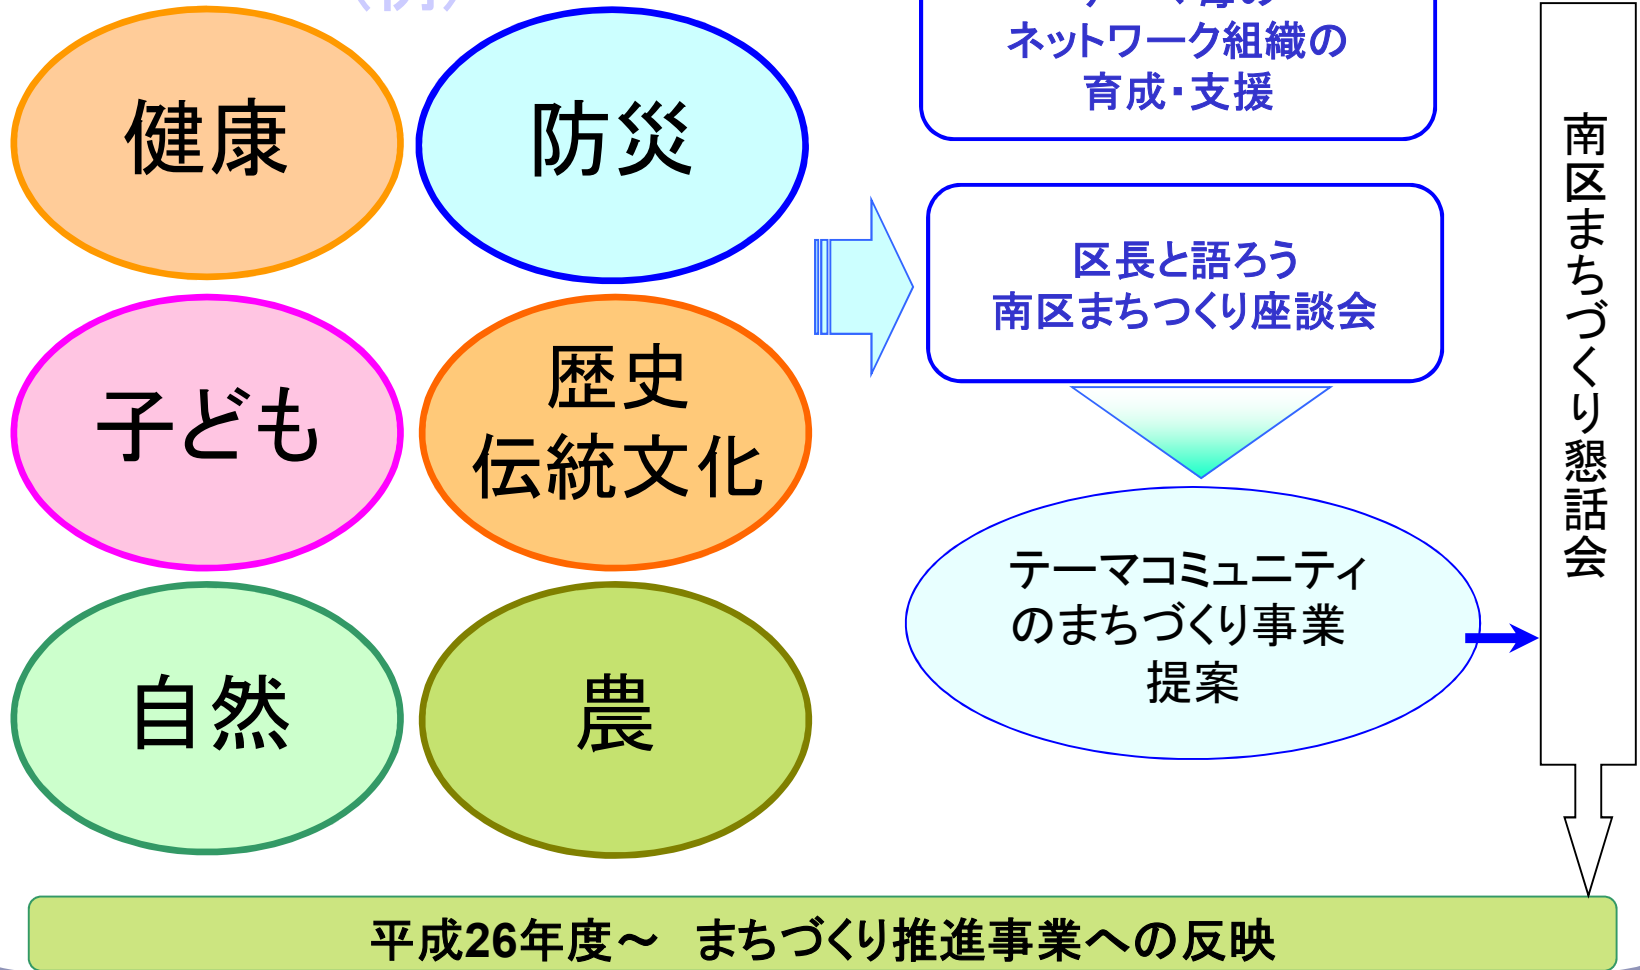 (例)
健康
防災
子ども
歴史
伝統文化
自然
農
ネットワーク組織の
育成・支援
区長と語ろう
南区まちつくり座談会
テーマコミュニティ
のまちづくり事業
提案
南区まちづくり懇話会
平成26年度～　まちづくり推進事業への反映